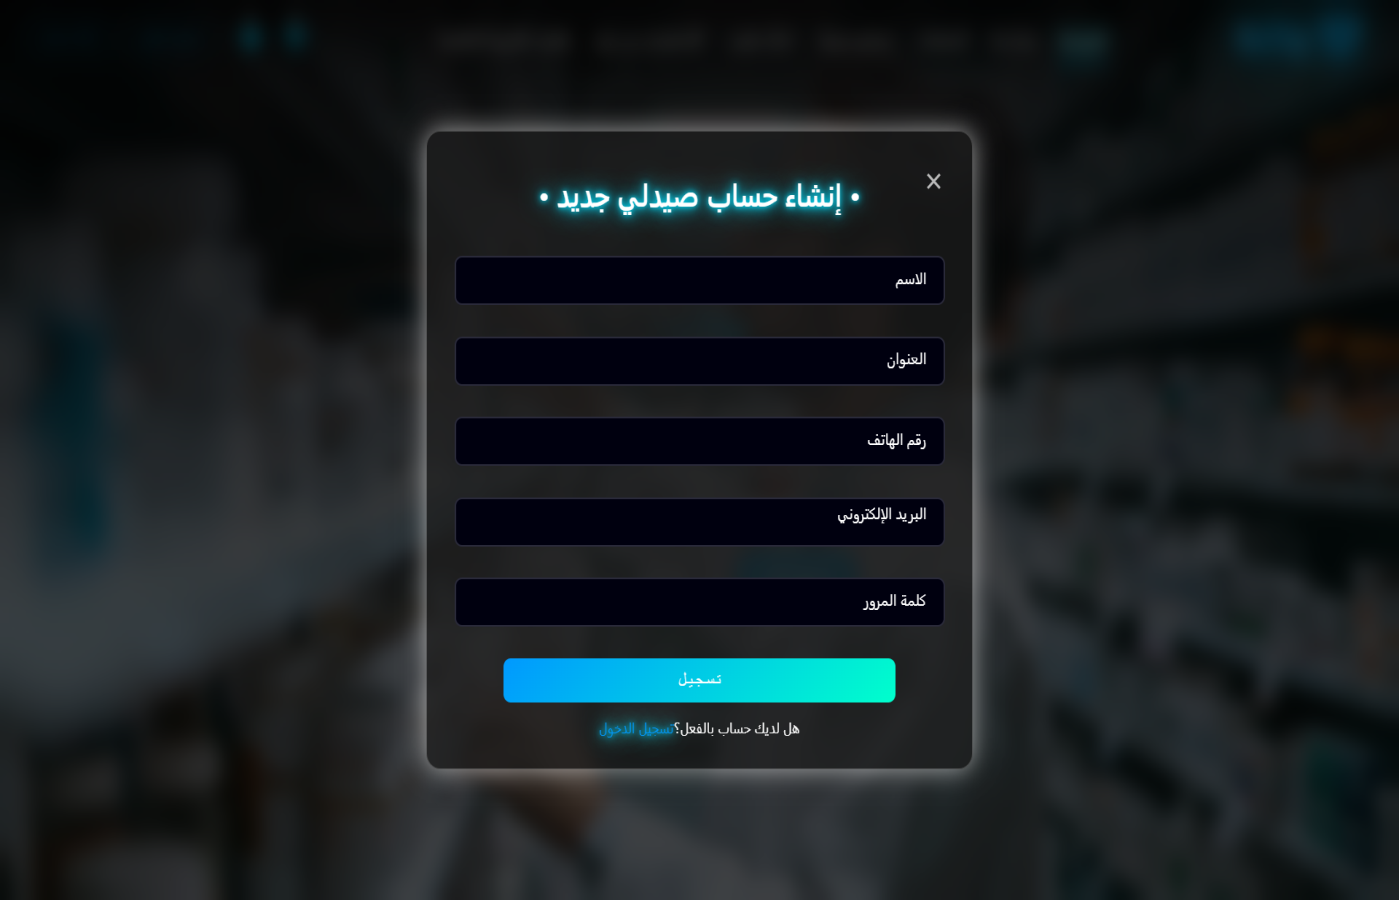 • إنشاء حساب صيدلي جديد •
الاسم
العنوان
رقم الهاتف
البريد الإلكتروني
كلمة المرور
تسجيل
هل لديك حساب بالفعل؟تسجيل الدخول